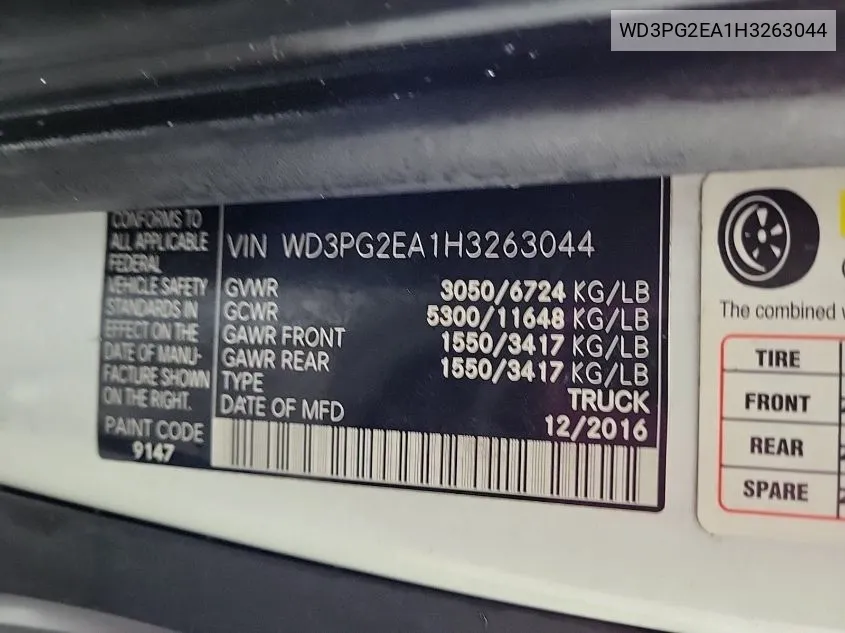 WD3PG2EA1H3263044
CONFORMS TO
ALL APPLICABLE
FEDERAL
VEHICLE SAFETY
STANDARDS IN
EFFECT ON THE
DATE OF MANU-
FACTURE SHOWN
ON THE RIGHT.
PAINT CODE
9147
VIN WD3PG2EA1H3263044
GVWR 3050/6724 KG/LB
GCWR 5300/11648 KG/LB
GAWR FRONT 1550/3417 KG/LB
GAWR REAR 1550/3417 KG/LB
TYPE TRUCK
DATE OF MFD 12/2016
The combined
TIRE
FRONT
REAR
SPARE